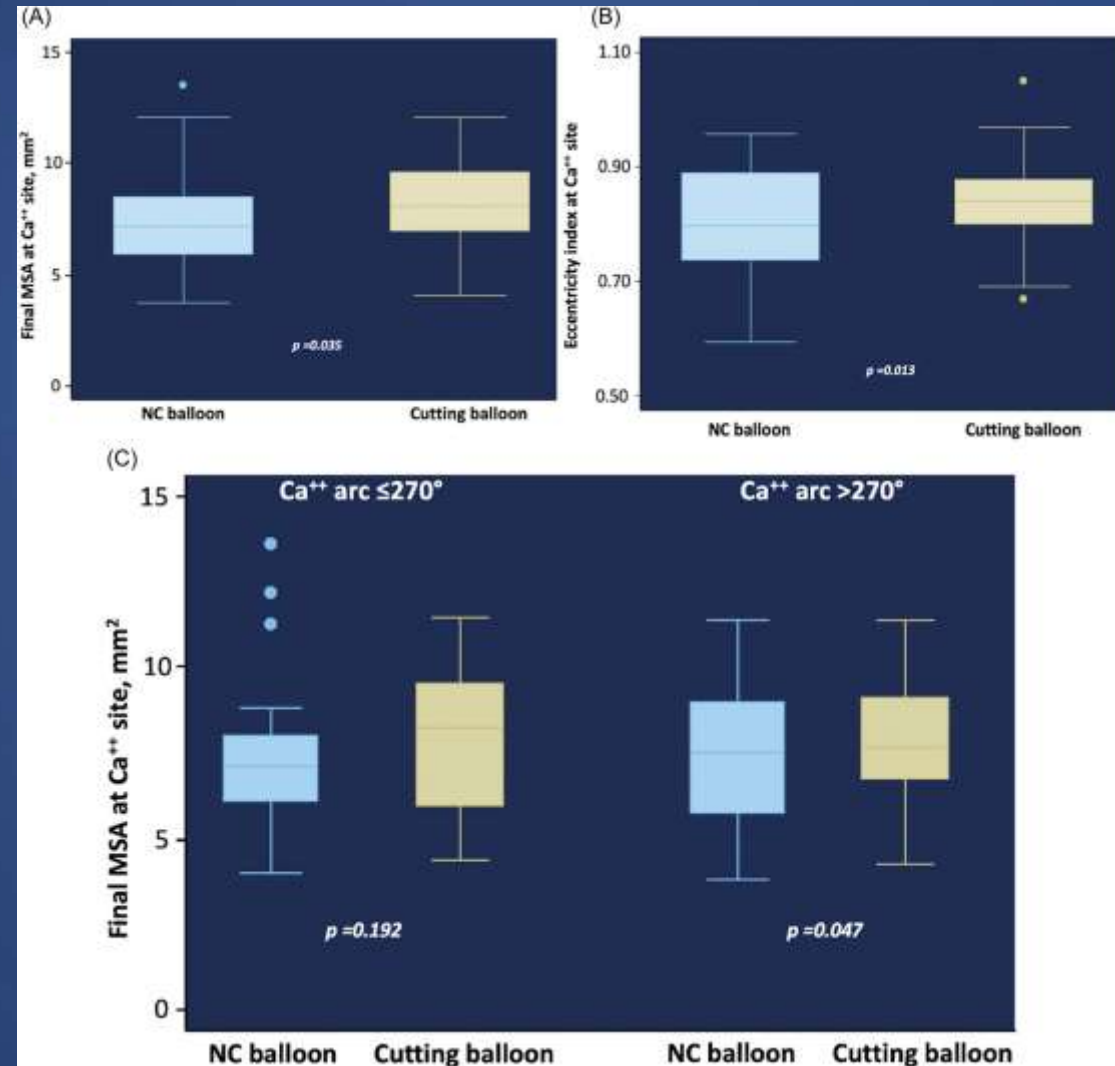 (A)
Final MSA at Ca⁺⁺ site, mm²
15
10
5
0
p =0.035
NC balloon Cutting balloon
(B)
Eccentricity index at Ca⁺⁺ site
1.10
0.90
0.70
0.50
p =0.013
NC balloon Cutting balloon
(C)
Final MSA at Ca⁺⁺ site, mm²
15
10
5
0
Ca⁺⁺ arc ≤270° Ca⁺⁺ arc >270°
p =0.192 p =0.047
NC balloon Cutting balloon NC balloon Cutting balloon